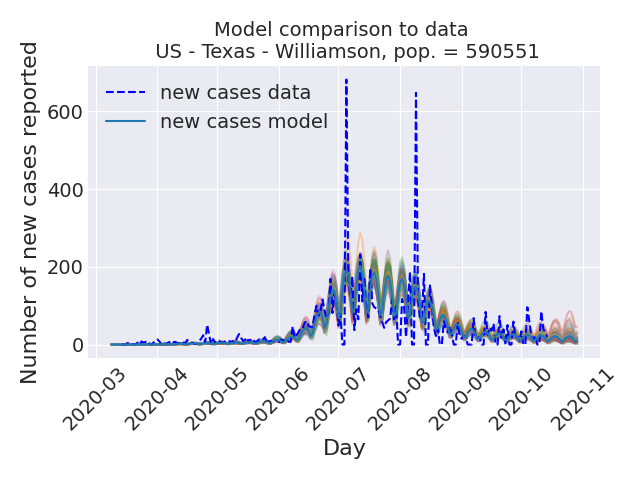 Model comparison to data
US - Texas - Williamson, pop. = 590551
Number of new cases reported
600
400
200
0
new cases data
new cases model
2020-03
2020-04
2020-05
2020-06
2020-07
2020-08
2020-09
2020-10
2020-11
Day